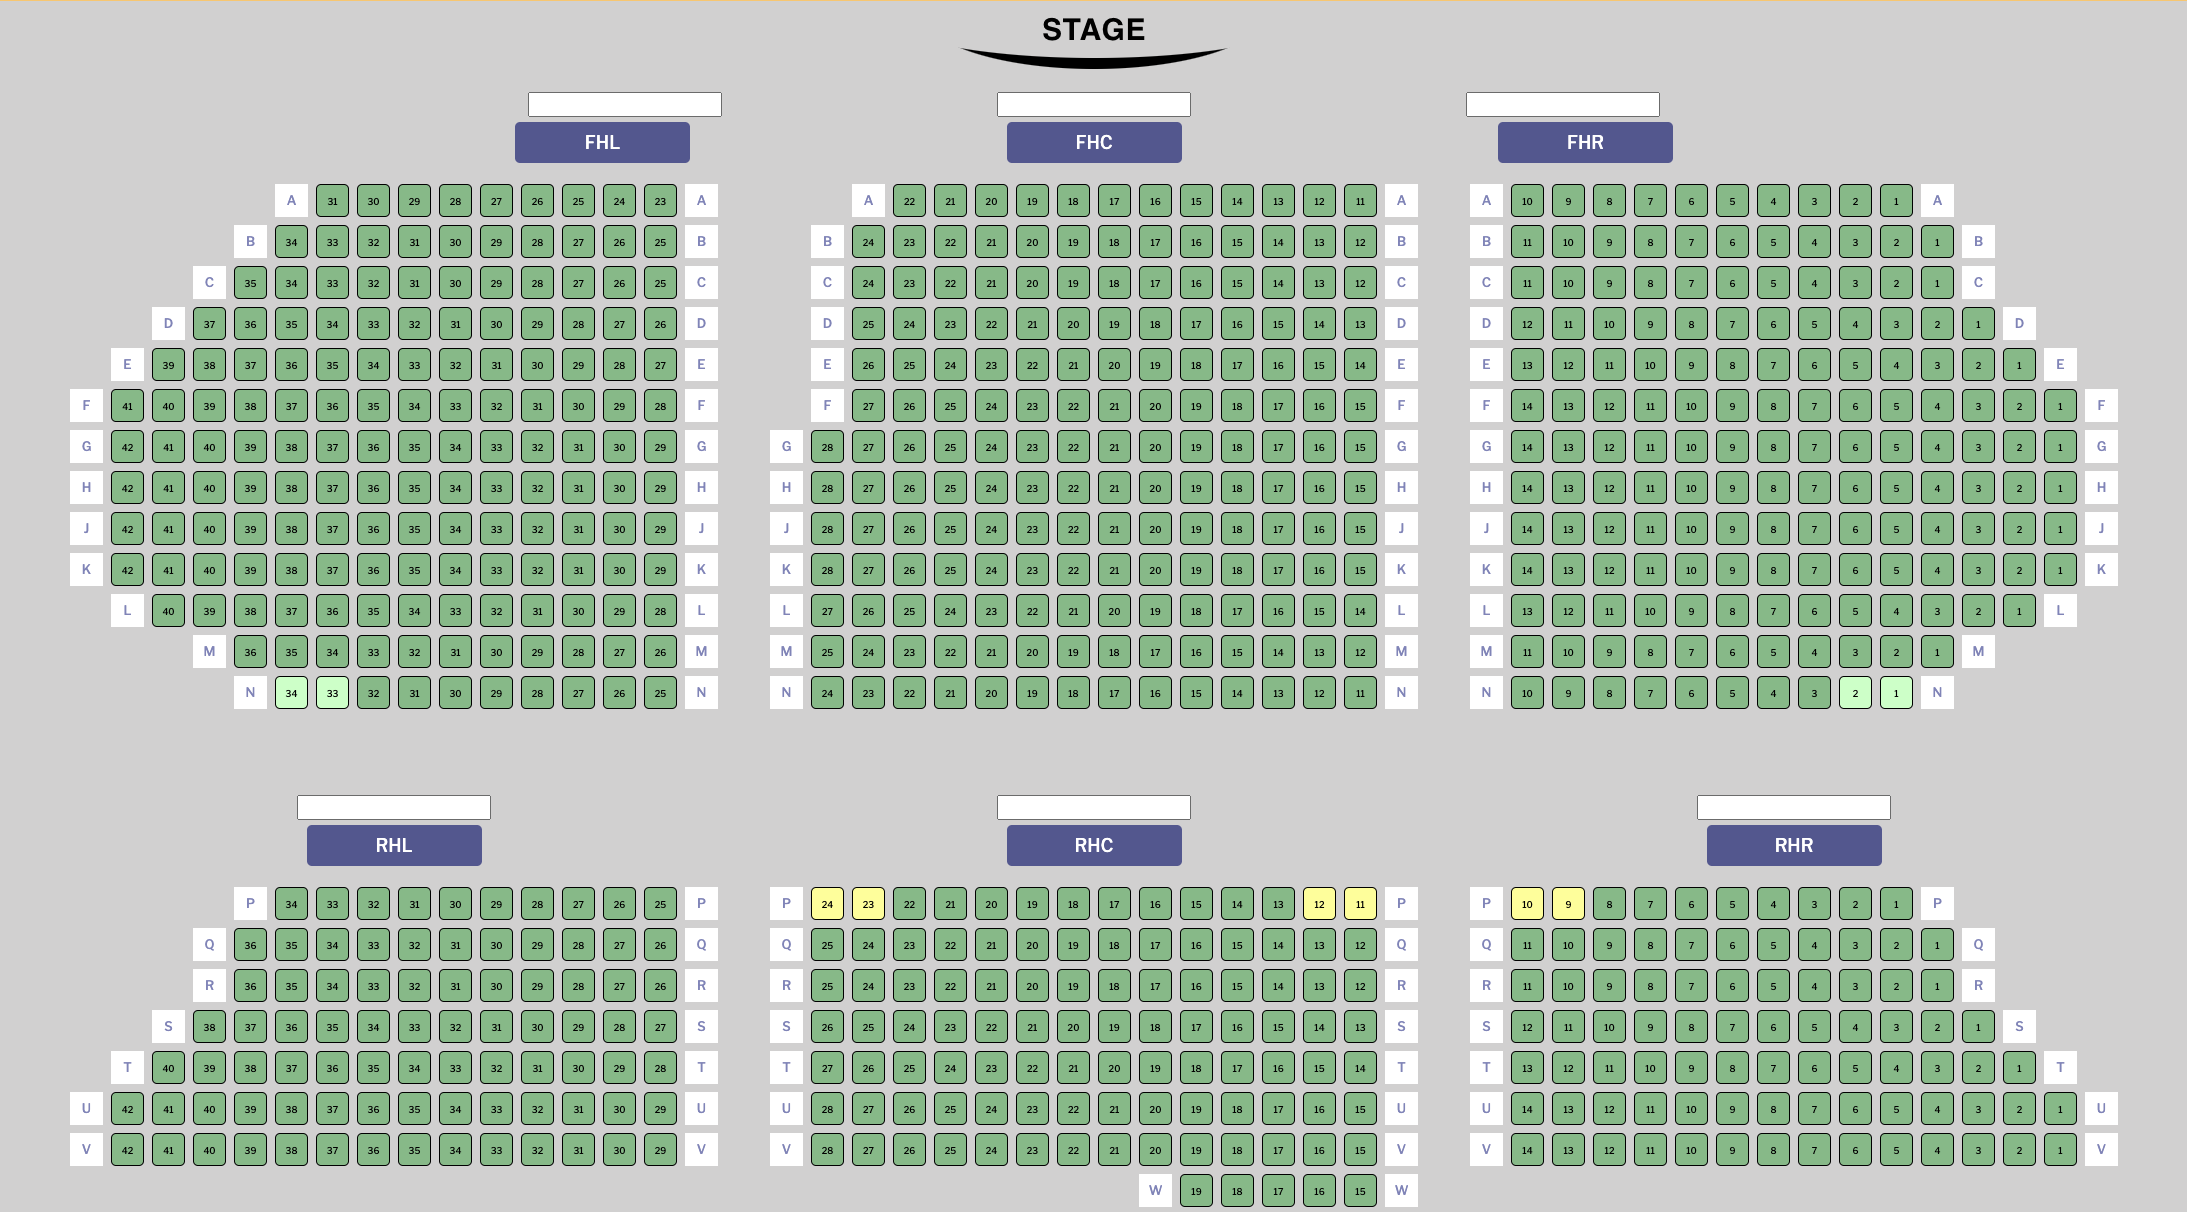 STAGE
FHL FHC FHR
A 31 30 29 28 27 26 25 24 23 A A 22 21 20 19 18 17 16 15 14 13 12 11 A A 10 9 8 7 6 5 4 3 2 1 A
B 34 33 32 31 30 29 28 27 26 25 B B 24 23 22 21 20 19 18 17 16 15 14 13 12 B B 11 10 9 8 7 6 5 4 3 2 1 B
C 35 34 33 32 31 30 29 28 27 26 25 C C 24 23 22 21 20 19 18 17 16 15 14 13 12 C C 11 10 9 8 7 6 5 4 3 2 1 C
D 37 36 35 34 33 32 31 30 29 28 27 26 D D 25 24 23 22 21 20 19 18 17 16 15 14 13 D D 12 11 10 9 8 7 6 5 4 3 2 1 D
E 39 38 37 36 35 34 33 32 31 30 29 28 27 E E 26 25 24 23 22 21 20 19 18 17 16 15 14 E E 13 12 11 10 9 8 7 6 5 4 3 2 1 E
F 41 40 39 38 37 36 35 34 33 32 31 30 29 28 F F 27 26 25 24 23 22 21 20 19 18 17 16 15 F F 14 13 12 11 10 9 8 7 6 5 4 3 2 1 F
G 42 41 40 39 38 37 36 35 34 33 32 31 30 29 G G 28 27 26 25 24 23 22 21 20 19 18 17 16 15 G G 14 13 12 11 10 9 8 7 6 5 4 3 2 1 G
H 42 41 40 39 38 37 36 35 34 33 32 31 30 29 H H 28 27 26 25 24 23 22 21 20 19 18 17 16 15 H H 14 13 12 11 10 9 8 7 6 5 4 3 2 1 H
J 42 41 40 39 38 37 36 35 34 33 32 31 30 29 J J 28 27 26 25 24 23 22 21 20 19 18 17 16 15 J J 14 13 12 11 10 9 8 7 6 5 4 3 2 1 J
K 42 41 40 39 38 37 36 35 34 33 32 31 30 29 K K 28 27 26 25 24 23 22 21 20 19 18 17 16 15 K K 14 13 12 11 10 9 8 7 6 5 4 3 2 1 K
L 40 39 38 37 36 35 34 33 32 31 30 29 28 L L 27 26 25 24 23 22 21 20 19 18 17 16 15 14 L L 13 12 11 10 9 8 7 6 5 4 3 2 1 L
M 36 35 34 33 32 31 30 29 28 27 26 M M 25 24 23 22 21 20 19 18 17 16 15 14 13 12 M M 11 10 9 8 7 6 5 4 3 2 1 M
N 34 33 32 31 30 29 28 27 26 25 N N 24 23 22 21 20 19 18 17 16 15 14 13 12 11 N N 10 9 8 7 6 5 4 3 2 1 N
RHL RHC RHR
P 34 33 32 31 30 29 28 27 26 25 P P 24 23 22 21 20 19 18 17 16 15 14 13 12 11 P P 10 9 8 7 6 5 4 3 2 1 P
Q 36 35 34 33 32 31 30 29 28 27 26 Q Q 25 24 23 22 21 20 19 18 17 16 15 14 13 12 Q Q 11 10 9 8 7 6 5 4 3 2 1 Q
R 36 35 34 33 32 31 30 29 28 27 26 R R 25 24 23 22 21 20 19 18 17 16 15 14 13 12 R R 11 10 9 8 7 6 5 4 3 2 1 R
S 38 37 36 35 34 33 32 31 30 29 28 27 S S 26 25 24 23 22 21 20 19 18 17 16 15 14 13 S S 12 11 10 9 8 7 6 5 4 3 2 1 S
T 40 39 38 37 36 35 34 33 32 31 30 29 28 T T 27 26 25 24 23 22 21 20 19 18 17 16 15 14 T T 13 12 11 10 9 8 7 6 5 4 3 2 1 T
U 42 41 40 39 38 37 36 35 34 33 32 31 30 29 U U 28 27 26 25 24 23 22 21 20 19 18 17 16 15 U U 14 13 12 11 10 9 8 7 6 5 4 3 2 1 U
V 42 41 40 39 38 37 36 35 34 33 32 31 30 29 V V 28 27 26 25 24 23 22 21 20 19 18 17 16 15 V V 14 13 12 11 10 9 8 7 6 5 4 3 2 1 V
W 19 18 17 16 15 W